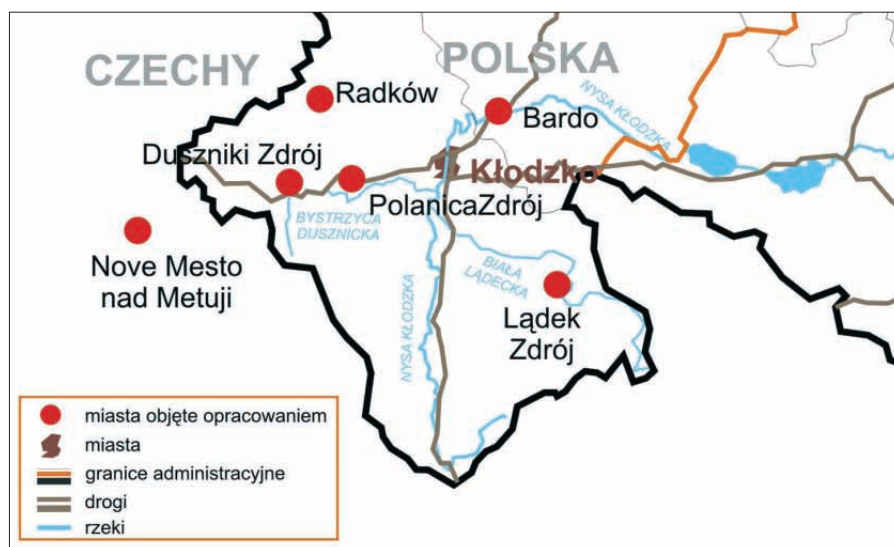 CZECHY
POLSKA
Radków
Bardo
NYSA KŁODZKA
Duszniki Zdrój
Kłodzko
PolanicaZdrój
BYSTRZYCA
DUSZNICKA
Nove Mesto
nad Metuji
BIAŁA
LĄDECKA
NYSA KŁODZKA
Lądek
Zdrój
miasta objęte opracowaniem
miasta
granice administracyjne
drogi
rzeki